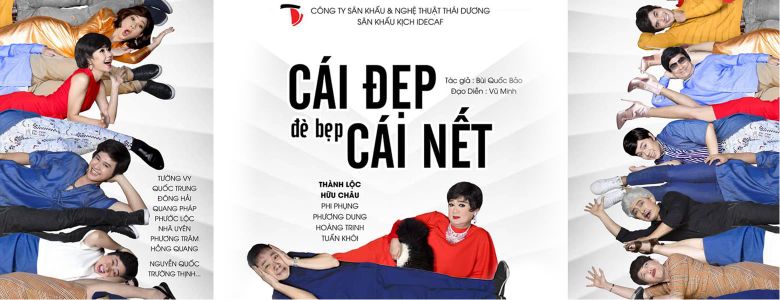 CÔNG TY SÂN KHẤU & NGHỆ THUẬT THÁI DƯƠNG
SÂN KHẤU KỊCH IDECAF
CÁI ĐẸP
đè bẹp
CÁI NẾT
Tác giả : Bùi Quốc Bảo
Đạo Diễn : Vũ Minh
THÀNH LỘC
HỮU CHÂU
PHI PHỤNG
PHƯƠNG DUNG
HOÀNG TRINH
TUẤN KHÔI
TƯỜNG VY
QUỐC TRUNG
ĐÔNG HẢI
QUANG PHÁP
PHƯỚC LỘC
NHÃ UYÊN
PHƯƠNG TRÂM
HỒNG QUANG
NGUYỄN QUỐC
TRƯỜNG THỊNH...